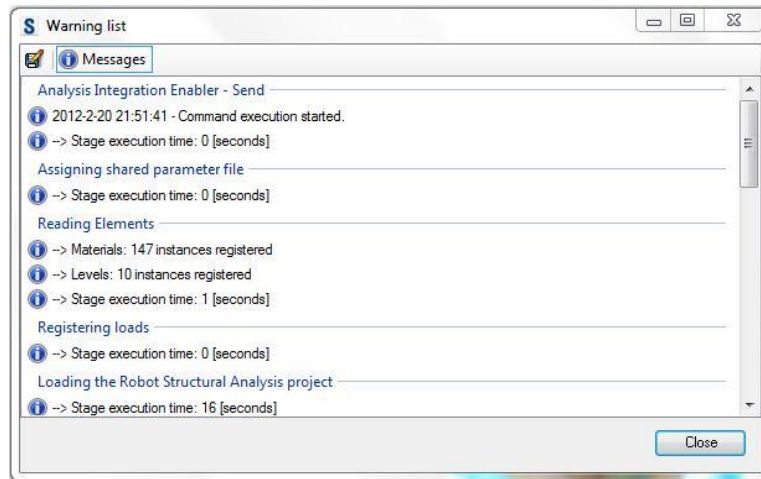 S Warning list
Messages
Analysis Integration Enabler - Send
2012-2-20 21:51:41 - Command execution started.
--> Stage execution time: 0 [seconds]
Assigning shared parameter file
--> Stage execution time: 0 [seconds]
Reading Elements
--> Materials: 147 instances registered
--> Levels: 10 instances registered
--> Stage execution time: 1 [seconds]
Registering loads
--> Stage execution time: 0 [seconds]
Loading the Robot Structural Analysis project
--> Stage execution time: 16 [seconds]
Close